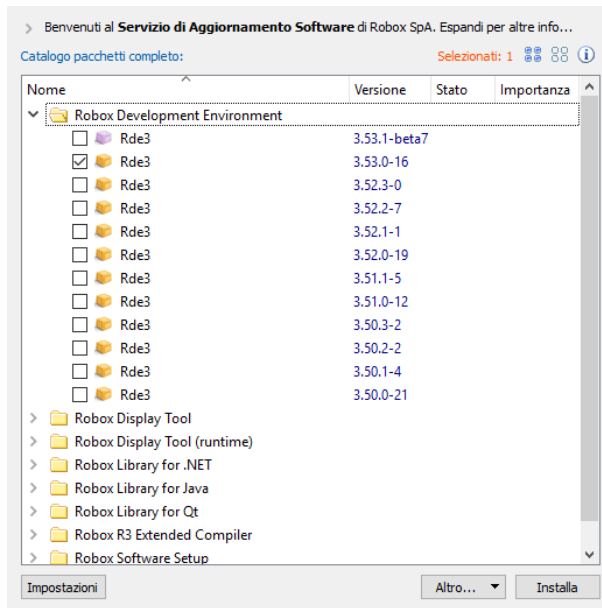 Benvenuti al Servizio di Aggiornamento Software di Robox SpA. Espandi per altre info...
Catalogo pacchetti completo: Selezionati: 1
Nome Versione Stato Importanza
Robox Development Environment
Rde3 3.53.1-beta7
Rde3 3.53.0-16
Rde3 3.52.3-0
Rde3 3.52.2-7
Rde3 3.52.1-1
Rde3 3.52.0-19
Rde3 3.51.1-5
Rde3 3.51.0-12
Rde3 3.50.3-2
Rde3 3.50.2-2
Rde3 3.50.1-4
Rde3 3.50.0-21
Robox Display Tool
Robox Display Tool (runtime)
Robox Library for .NET
Robox Library for Java
Robox Library for Qt
Robox R3 Extended Compiler
Robox Software Setup
Impostazioni Altro... Installa